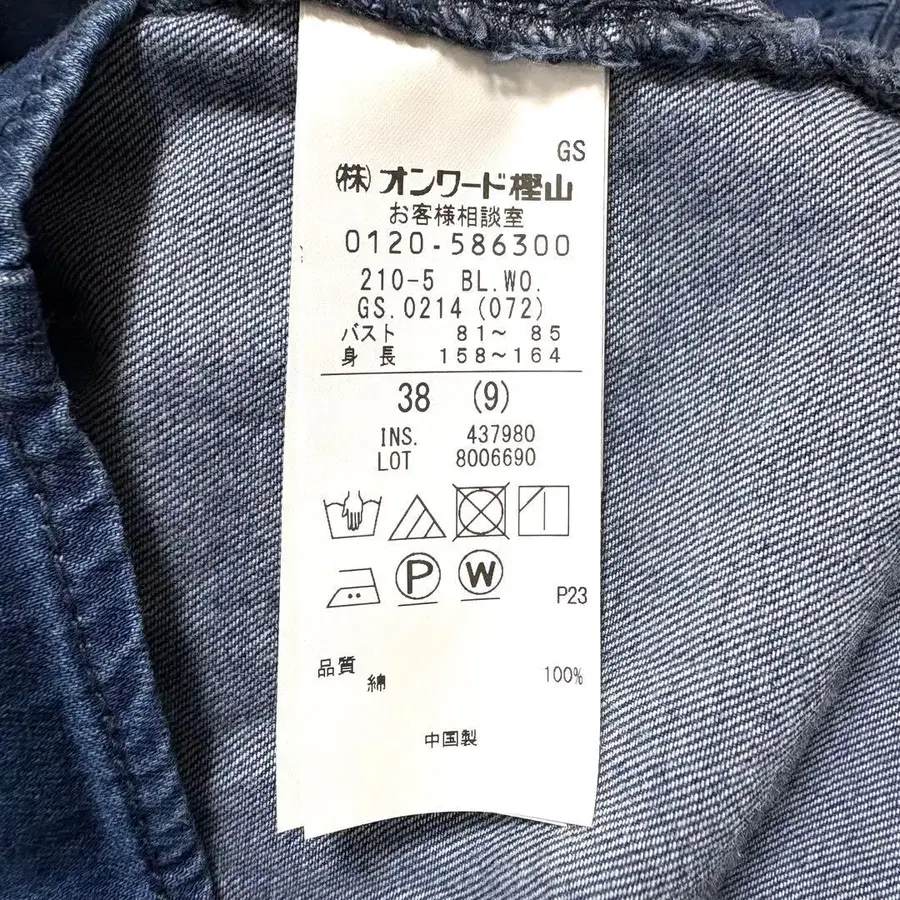 GS
(株)オンワード樫山
お客様相談室
0120-586300
210-5 BL.WO.
GS.0214(072)
バスト 81～85
身長 158～164
38 (9)
INS. 437980
LOT 8006690
P W
P23
品質 綿 100%
中国製